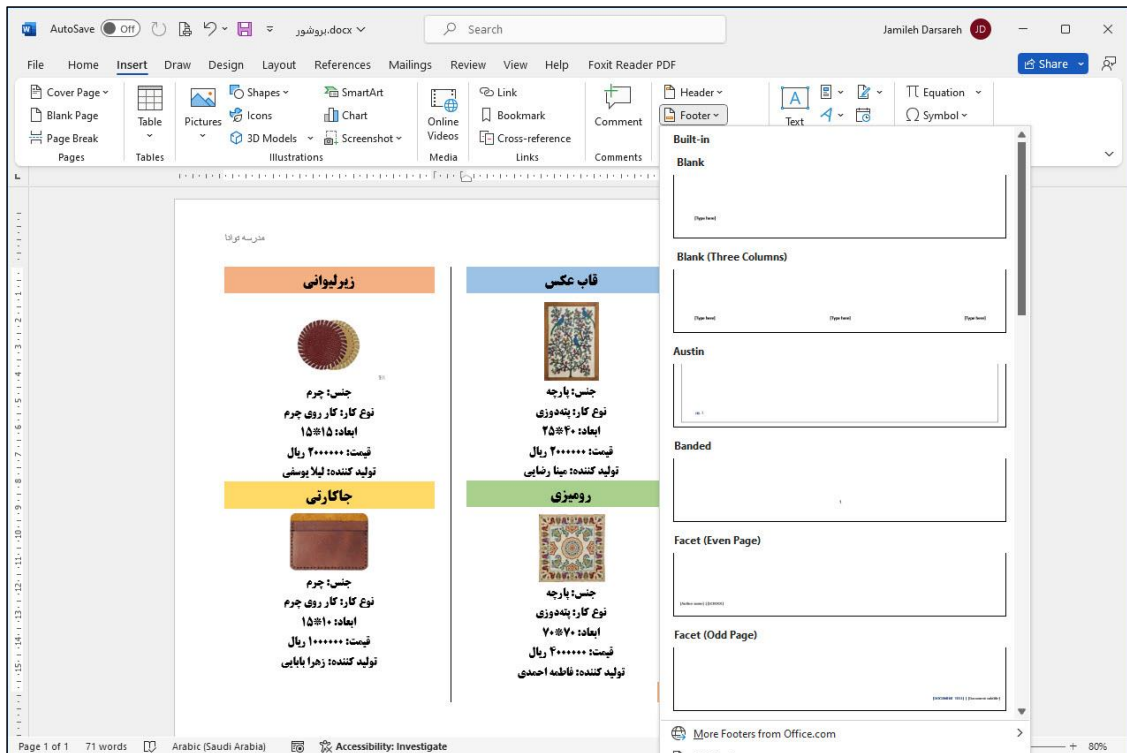 AutoSave Off بروشور.docx Search Jamileh Darsareh JD
File Home Insert Draw Design Layout References Mailings Review View Help Foxit Reader PDF Share
Cover Page
Blank Page
Page Break
Pages
Table
Tables
Pictures
Shapes
Icons
3D Models
SmartArt
Chart
Screenshot
Illustrations
Online Videos
Media
Link
Bookmark
Cross-reference
Links
Comment
Comments
Header
Footer
Text
Equation
Symbol
Built-in
Blank
[Type here]
Blank (Three Columns)
[Type here] [Type here] [Type here]
Austin
Banded
Facet (Even Page)
Facet (Odd Page)
More Footers from Office.com
مدرسه توانا
قاب عکس
جنس: پارچه
نوع کار: پته‌دوزی
ابعاد: ۴۰*۲۵
قیمت: ۲۰۰۰۰۰۰ ریال
تولید کننده: مینا رضایی
رومیزی
جنس: پارچه
نوع کار: پته‌دوزی
ابعاد: ۷۰*۷۰
قیمت: ۴۰۰۰۰۰۰ ریال
تولید کننده: فاطمه احمدی
زیرلیوانی
جنس: چرم
نوع کار: کار روی چرم
ابعاد: ۱۵*۱۵
قیمت: ۲۰۰۰۰۰۰ ریال
تولید کننده: لیلا یوسفی
جاکارتی
جنس: چرم
نوع کار: کار روی چرم
ابعاد: ۱۰*۱۵
قیمت: ۱۰۰۰۰۰۰ ریال
تولید کننده: زهرا بابایی
Page 1 of 1 71 words Arabic (Saudi Arabia) Accessibility: Investigate 80%